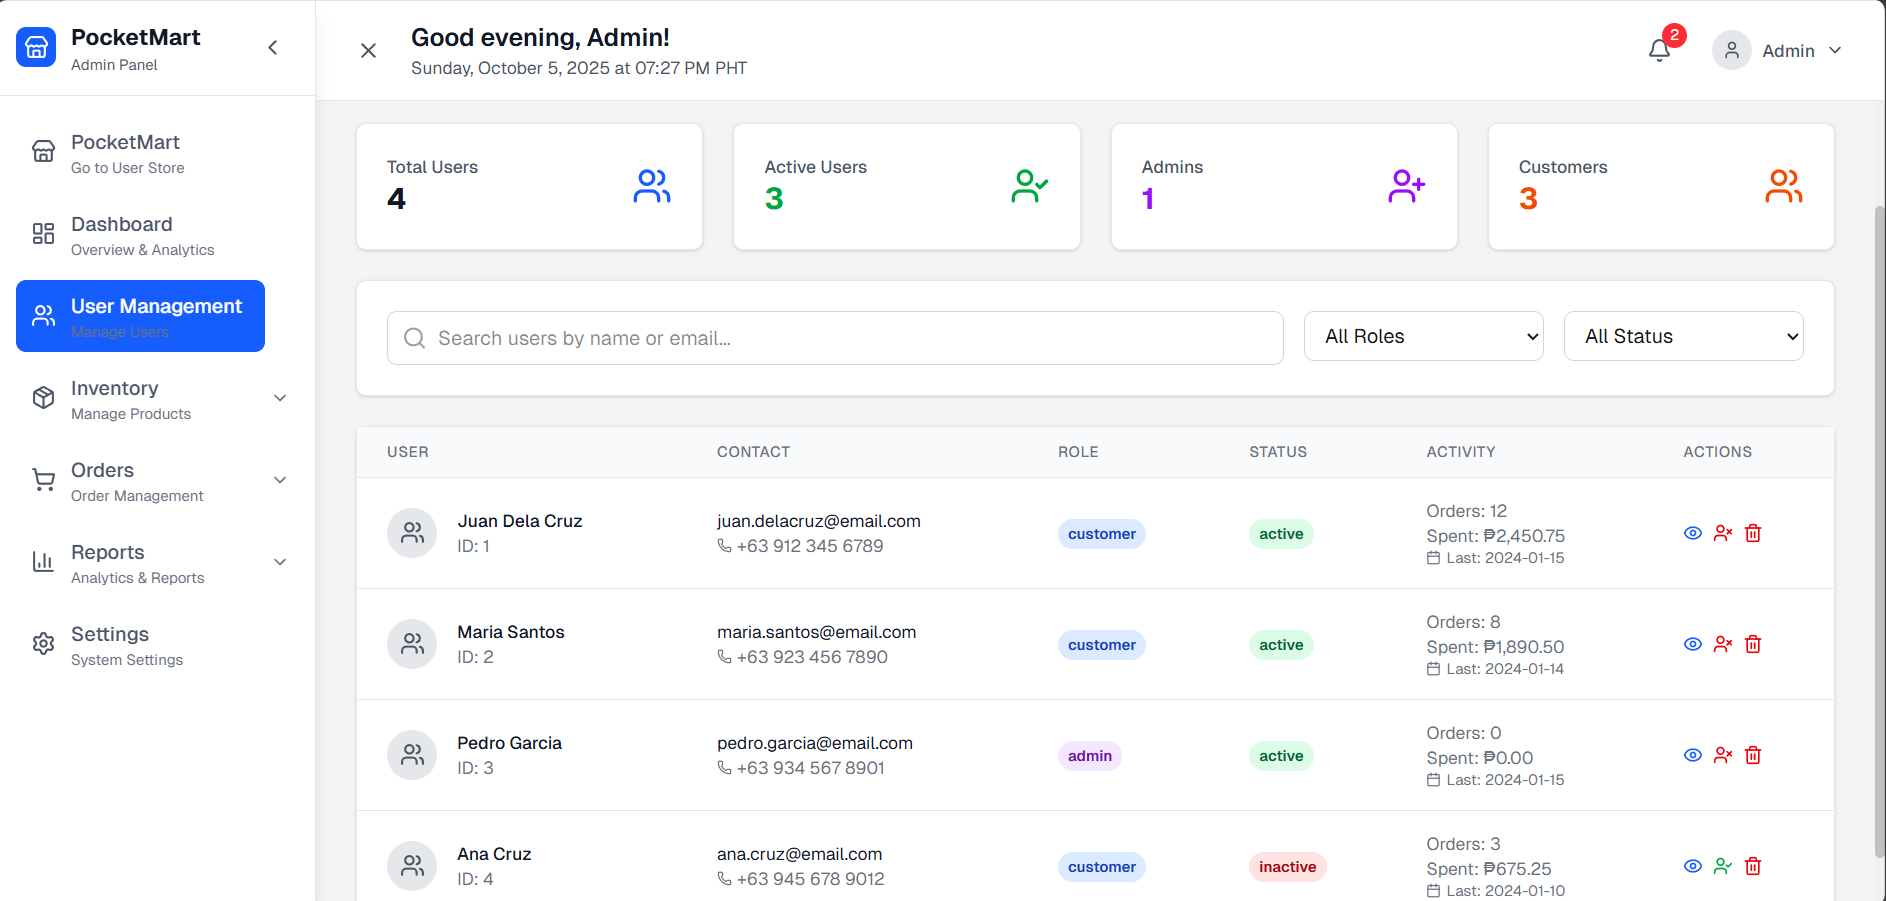 PocketMart
Admin Panel
PocketMart
Go to User Store
Dashboard
Overview & Analytics
User Management
Manage Users
Inventory
Manage Products
Orders
Order Management
Reports
Analytics & Reports
Settings
System Settings
Good evening, Admin!
Sunday, October 5, 2025 at 07:27 PM PHT
2
Admin
Total Users
4
Active Users
3
Admins
1
Customers
3
Search users by name or email...
All Roles
All Status
USER CONTACT ROLE STATUS ACTIVITY ACTIONS
Juan Dela Cruz
ID: 1
juan.delacruz@email.com
+63 912 345 6789
customer
active
Orders: 12
Spent: ₱2,450.75
Last: 2024-01-15
Maria Santos
ID: 2
maria.santos@email.com
+63 923 456 7890
customer
active
Orders: 8
Spent: ₱1,890.50
Last: 2024-01-14
Pedro Garcia
ID: 3
pedro.garcia@email.com
+63 934 567 8901
admin
active
Orders: 0
Spent: ₱0.00
Last: 2024-01-15
Ana Cruz
ID: 4
ana.cruz@email.com
+63 945 678 9012
customer
inactive
Orders: 3
Spent: ₱675.25
Last: 2024-01-10